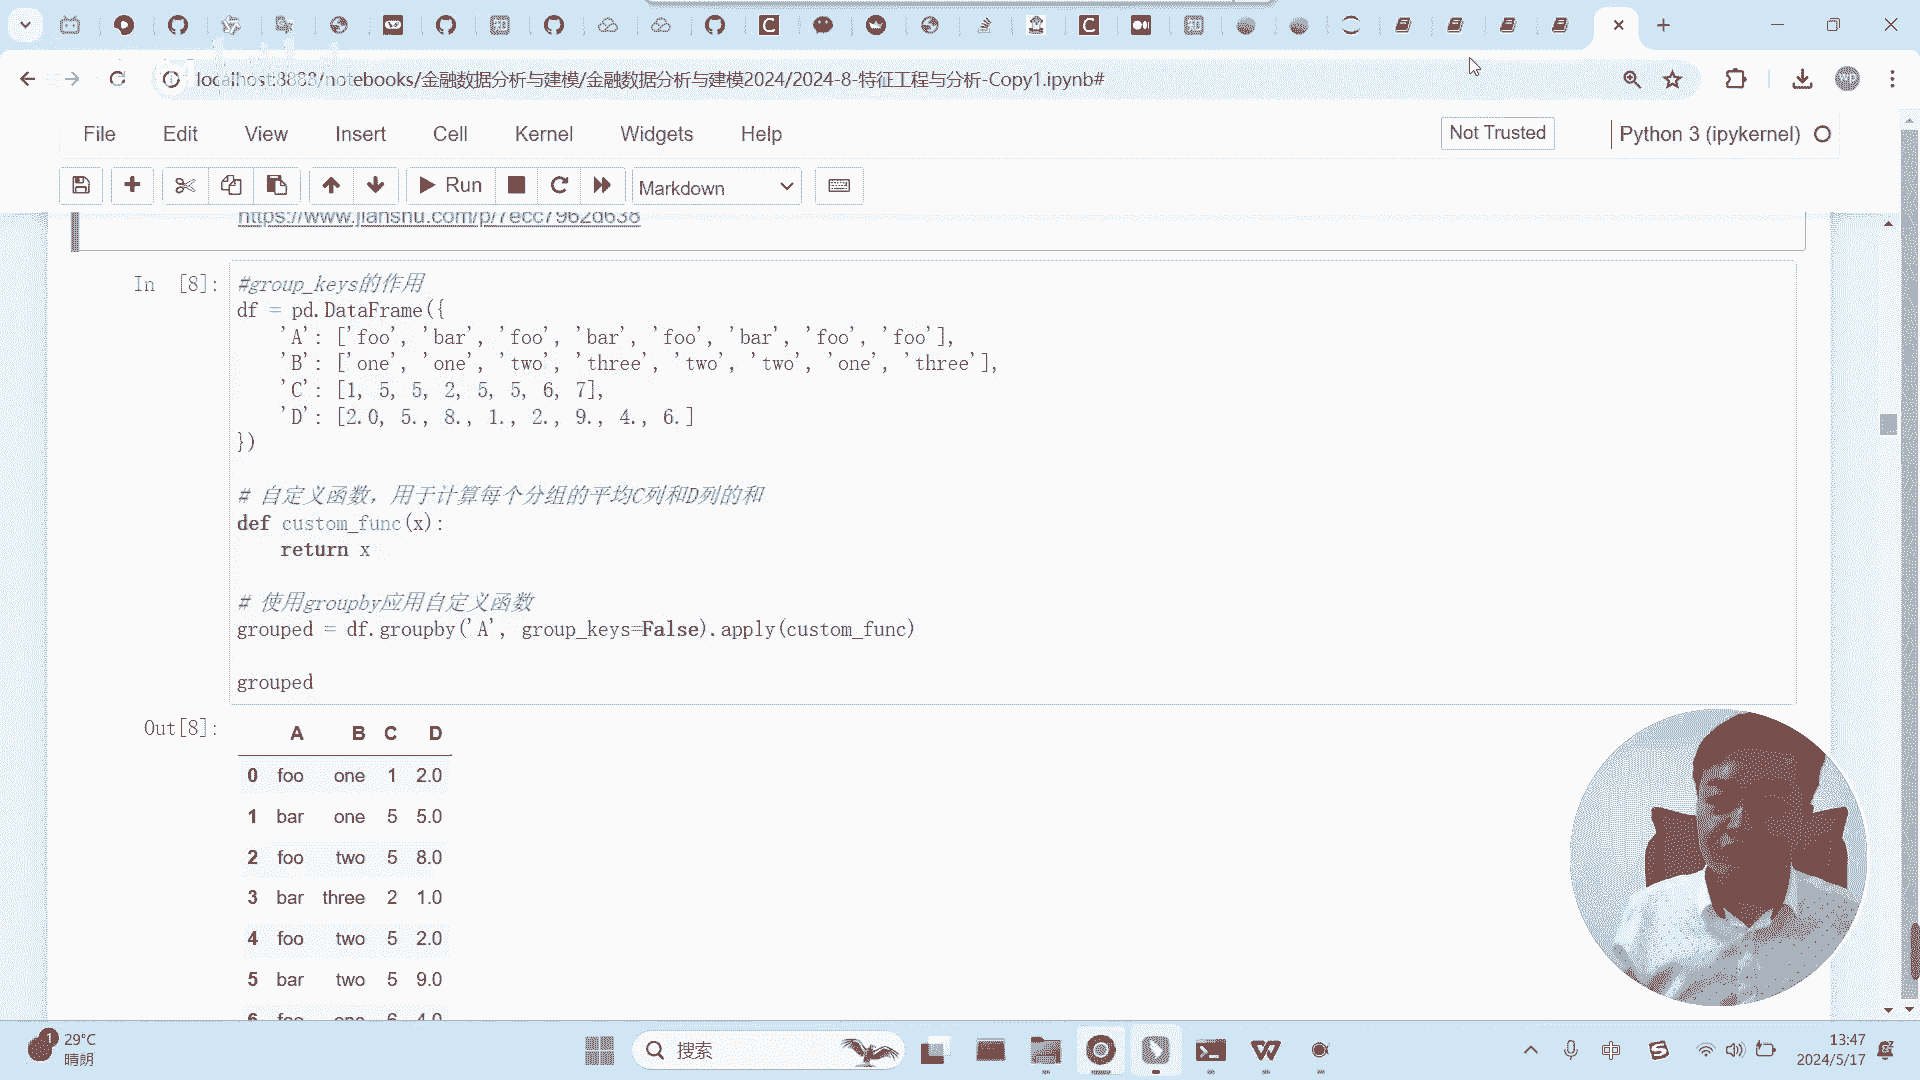 localhost:8888/notebooks/金融数据分析与建模/金融数据分析与建模2024/2024-8-特征工程与分析-Copy1.ipynb#
wp
File Edit View Insert Cell Kernel Widgets Help
Not Trusted
Python 3 (ipykernel)
Run
Markdown
https://www.jianshu.com/p/7ecc7962d638
In [8]:
#group_keys的作用
df = pd.DataFrame({
'A': ['foo', 'bar', 'foo', 'bar', 'foo', 'bar', 'foo', 'foo'],
'B': ['one', 'one', 'two', 'three', 'two', 'two', 'one', 'three'],
'C': [1, 5, 5, 2, 5, 5, 6, 7],
'D': [2.0, 5., 8., 1., 2., 9., 4., 6.]
})
# 自定义函数，用于计算每个分组的平均C列和D列的和
def custom_func(x):
return x
# 使用groupby应用自定义函数
grouped = df.groupby('A', group_keys=False).apply(custom_func)
grouped
Out[8]:
A B C D
0 foo one 1 2.0
1 bar one 5 5.0
2 foo two 5 8.0
3 bar three 2 1.0
4 foo two 5 2.0
5 bar two 5 9.0
6 foo one 6 4.0
1
29°C
晴朗
搜索
中
13:47
2024/5/17